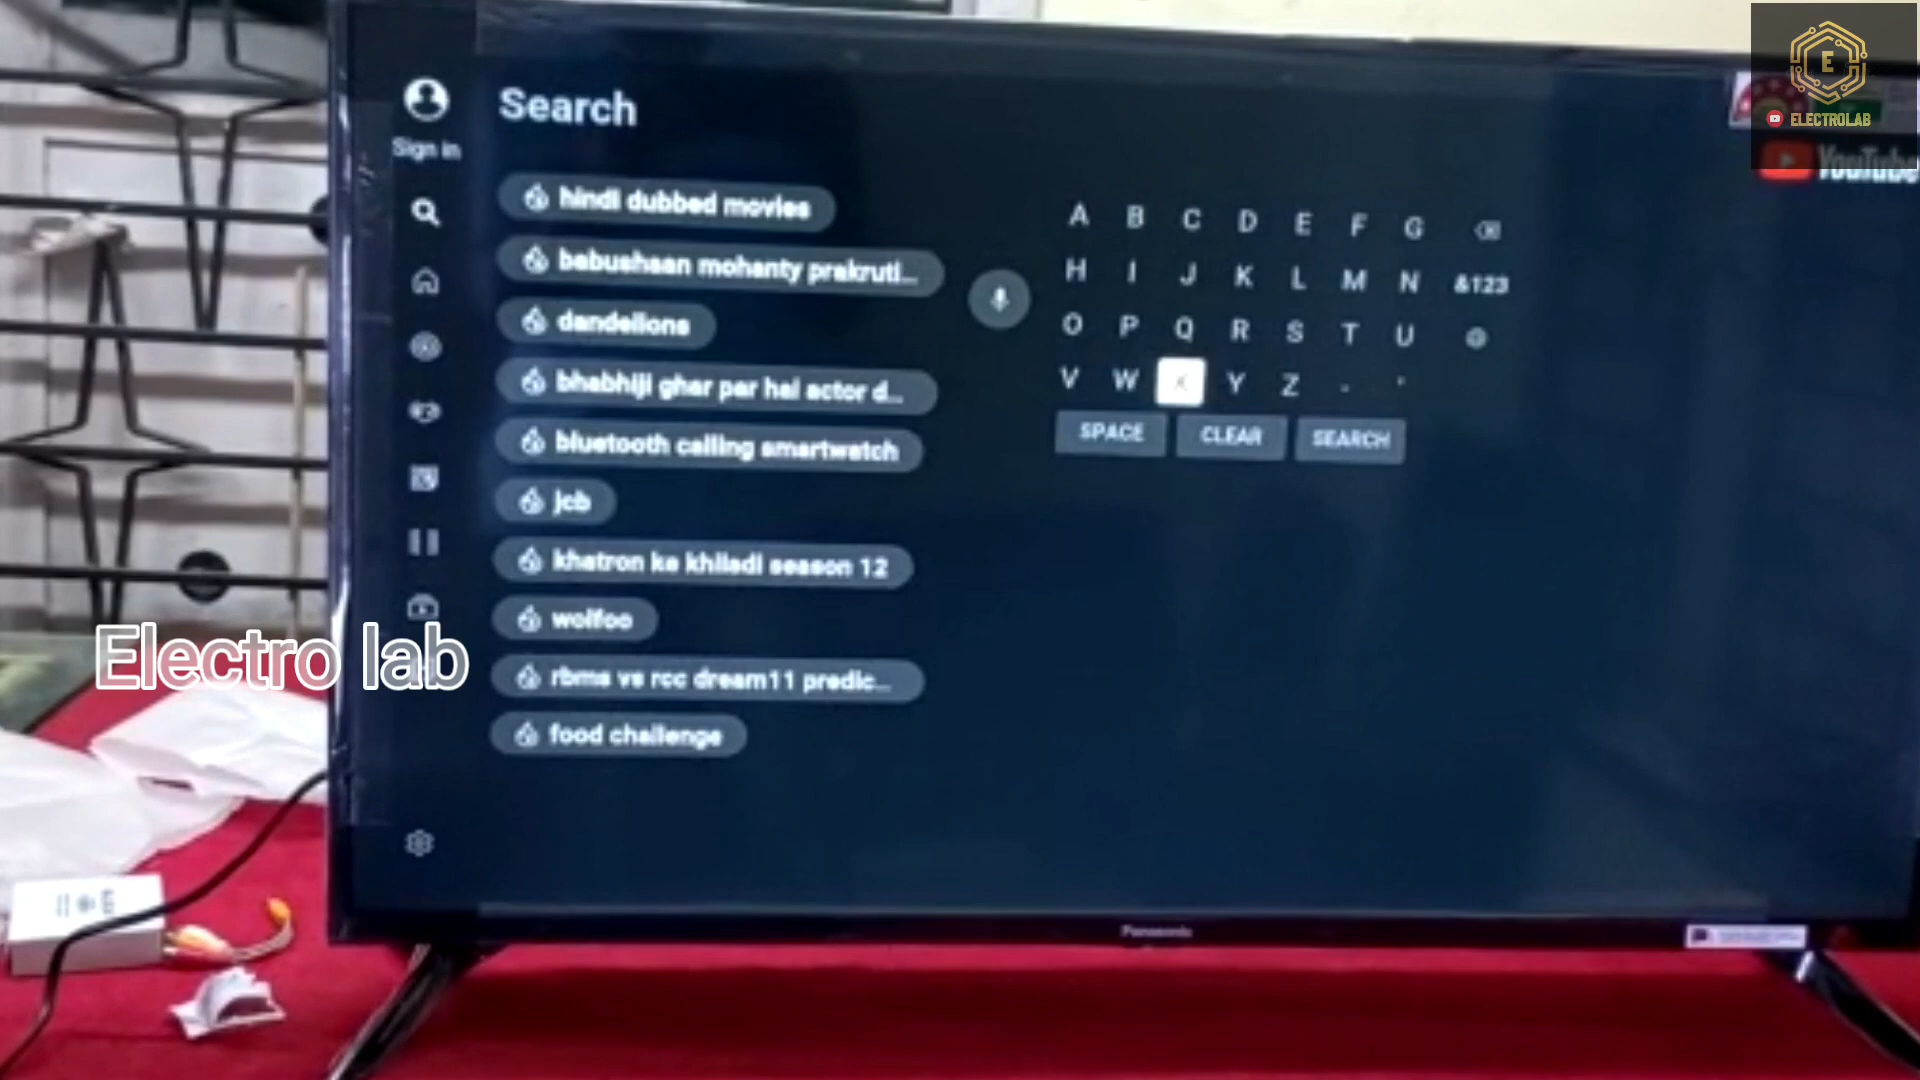 E
ELECTROLAB
YouTube
Sign in
Search
hindi dubbed movies
babushaan mohanty prakruti...
dandelions
bhabhiji ghar par hai actor d...
bluetooth calling smartwatch
jcb
khatron ke khiladi season 12
wolfoo
rbms vs rcc dream11 predic...
food challenge
A B C D E F G
H I J K L M N &123
O P Q R S T U @
V W X Y Z - '
SPACE CLEAR SEARCH
Electro lab
Panasonic